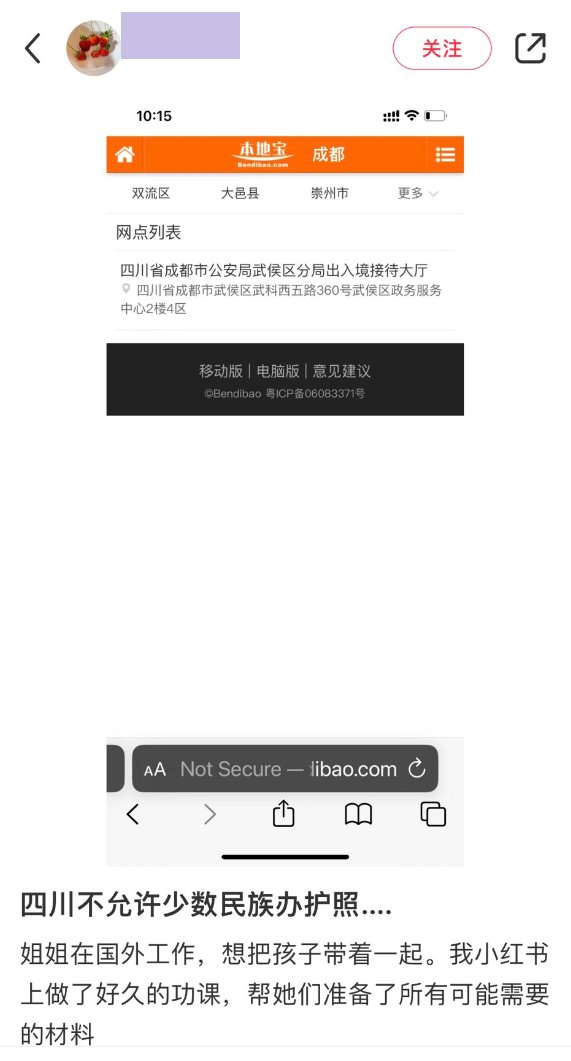 关注
10:15
本地宝 成都
Bendibao.com
双流区 大邑县 崇州市 更多
网点列表
四川省成都市公安局武侯区分局出入境接待大厅
四川省成都市武侯区武科西五路360号武侯区政务服务
中心2楼4区
移动版 | 电脑版 | 意见建议
©Bendibao 粤ICP备06083371号
AA Not Secure — libao.com
四川不允许少数民族办护照....
姐姐在国外工作，想把孩子带着一起。我小红书
上做了好久的功课，帮她们准备了所有可能需要
的材料